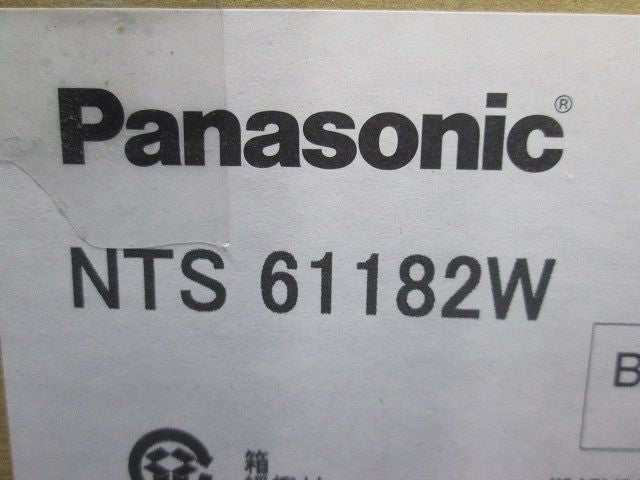 Panasonic®
NTS 61182W
B
箱